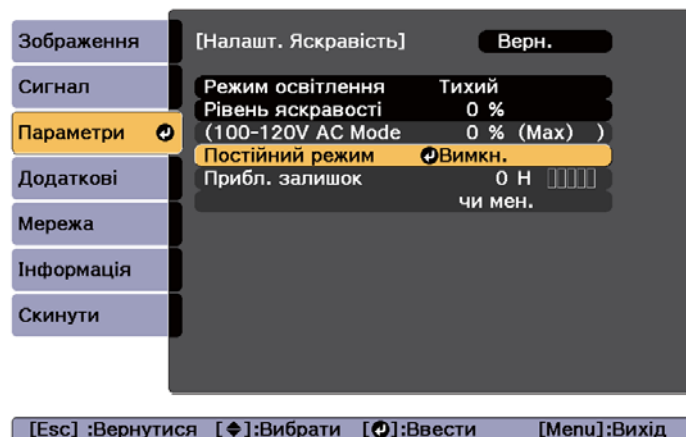 Зображення
Сигнал
Параметри
Додаткові
Мережа
Інформація
Скинути
[Налашт. Яскравість] Верн.
Режим освітлення Тихий
Рівень яскравості 0 %
(100-120V AC Mode 0 % (Max) )
Постійний режим Вимкн.
Прибл. залишок 0 H
чи мен.
[Esc] :Вернутися [ ]:Вибрати [ ]:Ввести [Menu]:Вихід